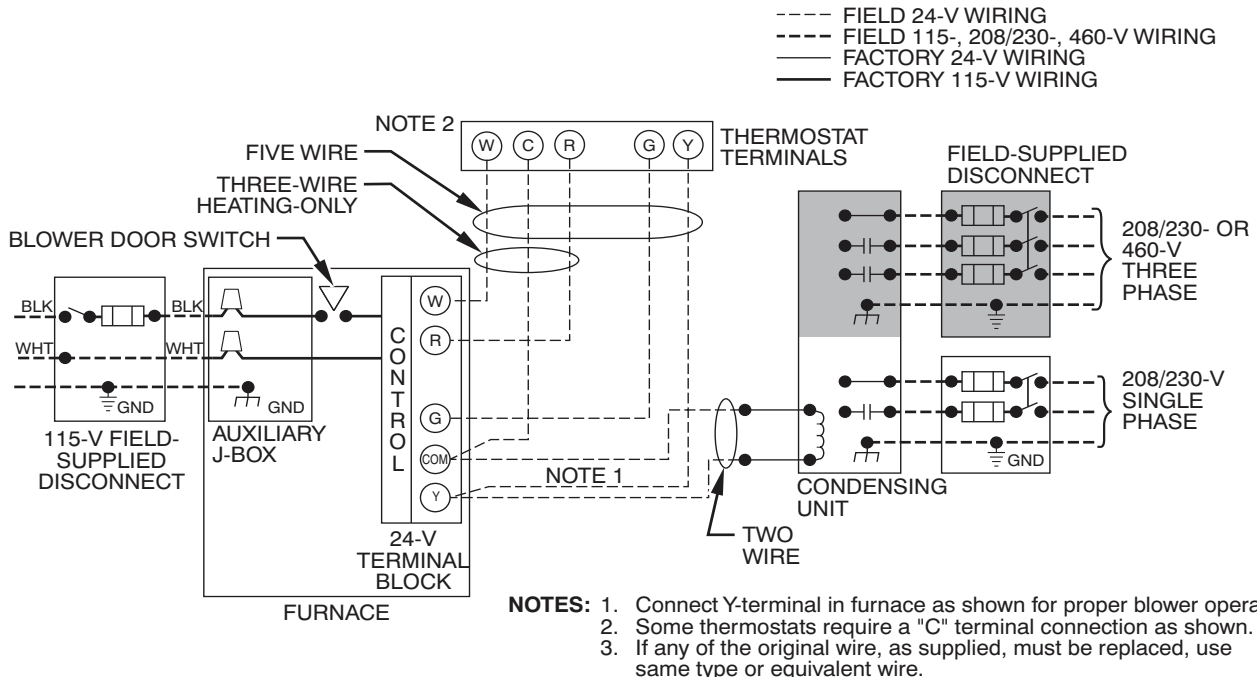 FIELD 24-V WIRING
FIELD 115-, 208/230-, 460-V WIRING
FACTORY 24-V WIRING
FACTORY 115-V WIRING
NOTE 2
W C R G Y
THERMOSTAT
TERMINALS
FIVE WIRE
THREE-WIRE
HEATING-ONLY
BLOWER DOOR SWITCH
FIELD-SUPPLIED
DISCONNECT
208/230- OR
460-V
THREE
PHASE
BLK
BLK
WHT
WHT
GND
GND
115-V FIELD-
SUPPLIED
DISCONNECT
AUXILIARY
J-BOX
CONTROL
W
R
G
COM
Y
NOTE 1
24-V
TERMINAL
BLOCK
FURNACE
TWO
WIRE
CONDENSING
UNIT
GND
208/230-V
SINGLE
PHASE
NOTES: 1. Connect Y-terminal in furnace as shown for proper blower opera
2. Some thermostats require a "C" terminal connection as shown.
3. If any of the original wire, as supplied, must be replaced, use
same type or equivalent wire.